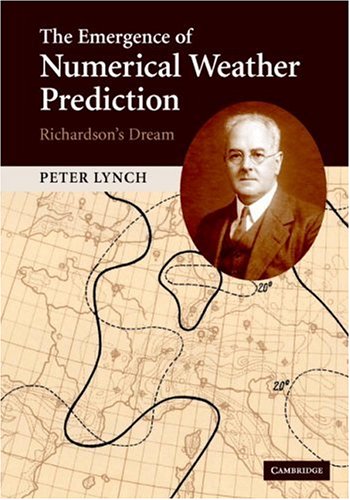 The Emergence of
Numerical Weather
Prediction
Richardson's Dream
PETER LYNCH
20°
20°
CAMBRIDGE